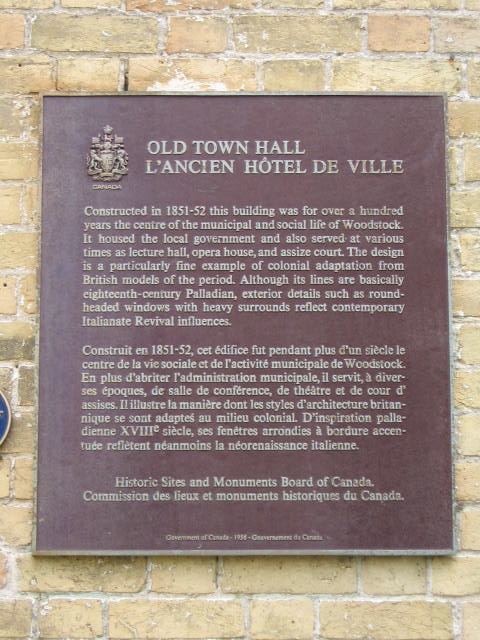 CANADA
OLD TOWN HALL
L'ANCIEN HÔTEL DE VILLE
Constructed in 1851-52 this building was for over a hundred
years the centre of the municipal and social life of Woodstock.
It housed the local government and also served at various
times as lecture hall, opera house, and assize court. The design
is a particularly fine example of colonial adaptation from
British models of the period. Although its lines are basically
eighteenth-century Palladian, exterior details such as round-
headed windows with heavy surrounds reflect contemporary
Italianate Revival influences.
Construit en 1851-52, cet édifice fut pendant plus d'un siècle le
centre de la vie sociale et de l'activité municipale de Woodstock.
En plus d'abriter l'administration municipale, il servit, à diver-
ses époques, de salle de conférence, de théâtre et de cour d'
assises. Il illustre la manière dont les styles d'architecture britan-
nique se sont adaptés au milieu colonial. D'inspiration palla-
dienne XVIIIe siècle, ses fenêtres arrondies à bordure accen-
tuée reflètent néanmoins la néorenaissance italienne.
Historic Sites and Monuments Board of Canada.
Commission des lieux et monuments historiques du Canada.
Government of Canada - 1958 - Gouvernement du Canada